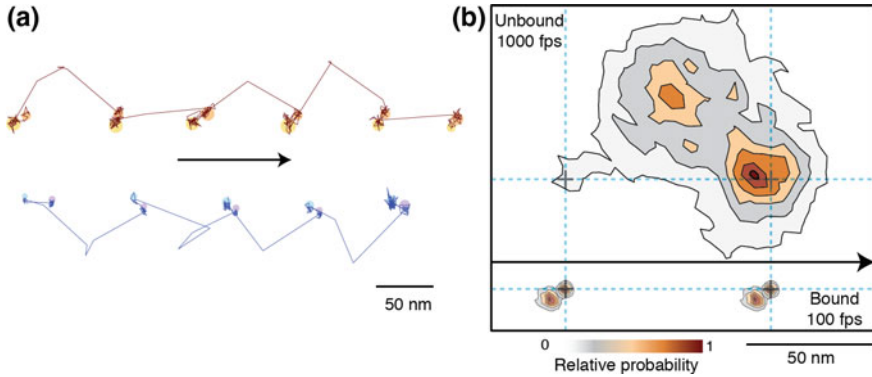 (a)
50 nm
(b)
Unbound
1000 fps
Bound
100 fps
0
1
Relative probability
50 nm